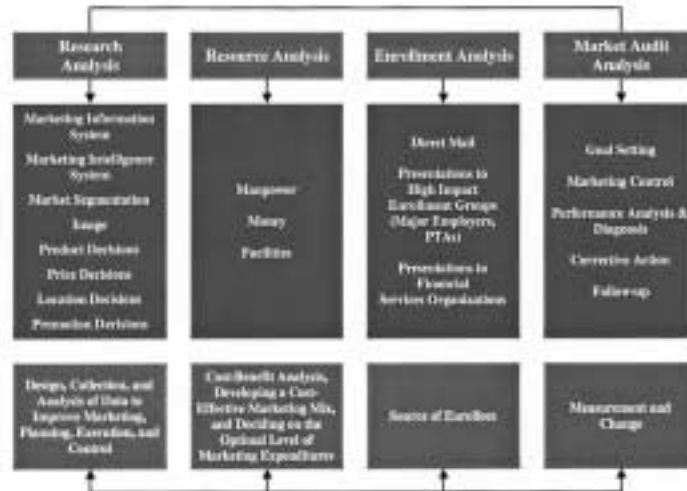 Research
Analysis
Resource Analysis
Enrollment Analysis
Market Audit
Analysis
Marketing Information
System
Marketing Intelligence
System
Market Segmentation
Image
Product Decisions
Price Decisions
Location Decisions
Promotion Decisions
Manpower
Money
Facilities
Direct Mail
Presentations to
High Impact
Enrollment Groups
(Major Employers,
PTAs)
Presentations to
Financial
Services Organizations
Goal Setting
Marketing Control
Performance Analysis &
Diagnosis
Corrective Action
Follow-up
Design, Collection, and
Analysis of Data to
Improve Marketing,
Planning, Execution, and
Control
Cost-Benefit Analysis,
Developing a Cost-
Effective Marketing Mix,
and Deciding on the
Optimal Level of
Marketing Expenditures
Source of Enrollees
Measurement and
Change